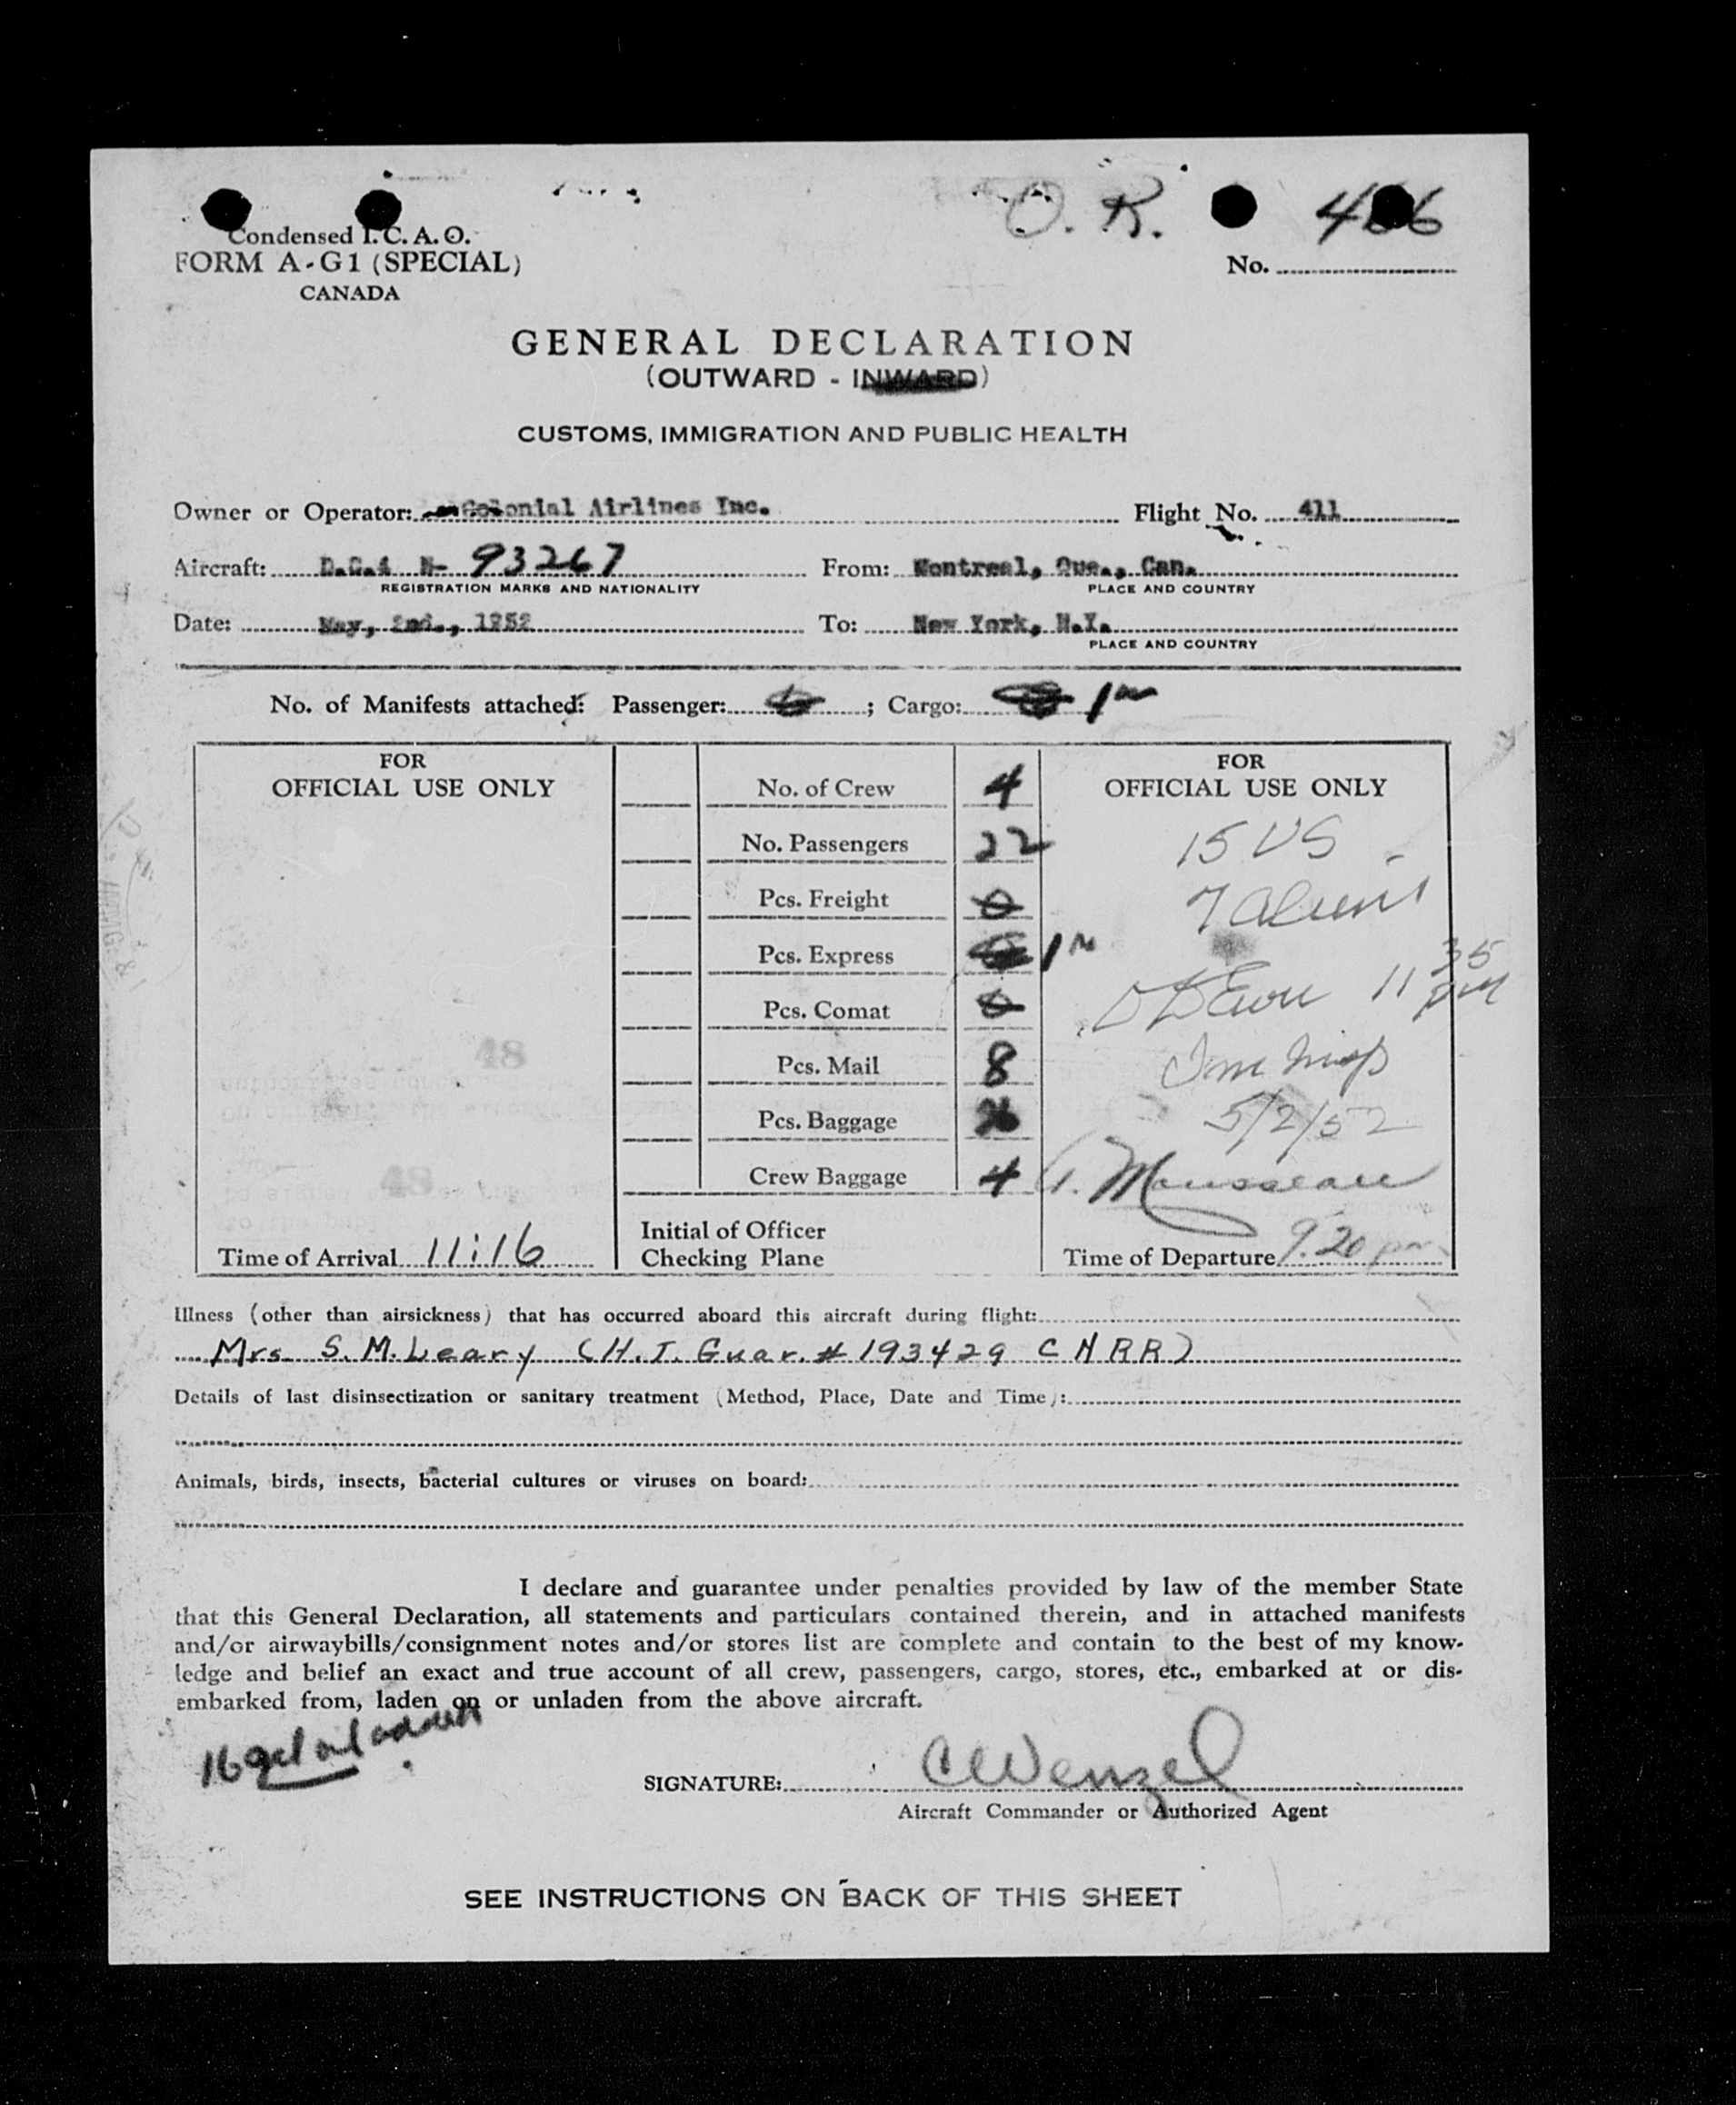 O. R. 466
Condensed I. C. A. O.
FORM A-G1 (SPECIAL)
CANADA
No.
GENERAL DECLARATION
(OUTWARD - INWARD)
CUSTOMS, IMMIGRATION AND PUBLIC HEALTH
Owner or Operator: Colonial Airlines Inc. Flight No. 411
Aircraft: D.C.4 N- 93267 From: Montreal, Que., Can.
REGISTRATION MARKS AND NATIONALITY PLACE AND COUNTRY
Date: May, 2nd., 1952 To: New York, N.Y.
PLACE AND COUNTRY
No. of Manifests attached: Passenger: ; Cargo: 1
FOR FOR
OFFICIAL USE ONLY OFFICIAL USE ONLY
No. of Crew 4
No. Passengers 22 15 US
Pcs. Freight 0 7 Aliens
Pcs. Express 1
35
Pcs. Comat 0 11 pm
Pcs. Mail 8 Imm Insp
Pcs. Baggage 5/2/52
Crew Baggage 4 Mousseau
Initial of Officer
Time of Arrival 11:16 Checking Plane Time of Departure 9.20 pm
Illness (other than airsickness) that has occurred aboard this aircraft during flight:
Mrs S. M. Leary (H. I. Guar. # 193429 C N RR)
Details of last disinsectization or sanitary treatment (Method, Place, Date and Time):
Animals, birds, insects, bacterial cultures or viruses on board:
I declare and guarantee under penalties provided by law of the member State
that this General Declaration, all statements and particulars contained therein, and in attached manifests
and/or airwaybills/consignment notes and/or stores list are complete and contain to the best of my know-
ledge and belief an exact and true account of all crew, passengers, cargo, stores, etc., embarked at or dis-
embarked from, laden on or unladen from the above aircraft.
16 gal oil added
SIGNATURE: C Wenzel
Aircraft Commander or Authorized Agent
SEE INSTRUCTIONS ON BACK OF THIS SHEET